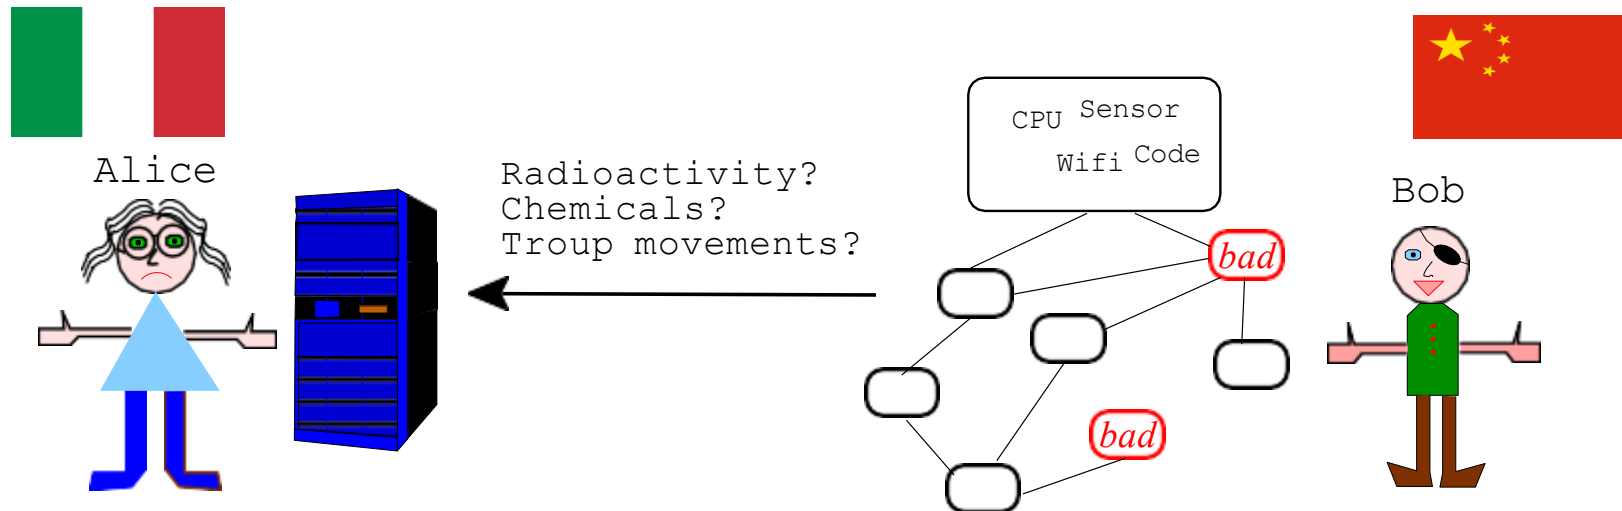 Alice
Radioactivity?
Chemicals?
Troup movements?
CPU Sensor
Wifi Code
bad
bad
Bob